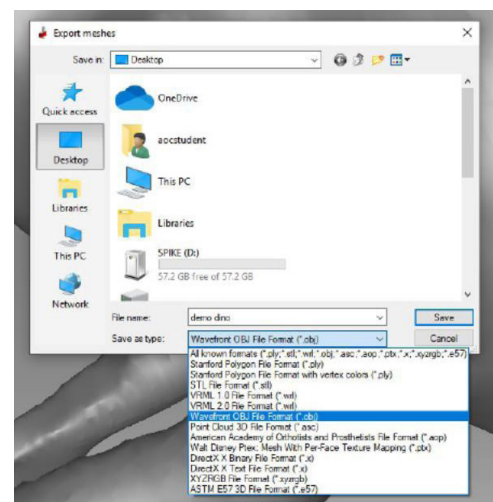 Export meshes
Save in:
Desktop
Quick access
Desktop
Libraries
This PC
Network
OneDrive
aocstudent
This PC
Libraries
SPIKE (D:)
57.2 GB free of 57.2 GB
File name:
demo dino
Save
Save as type:
Wavefront OBJ File Format (*.obj)
Cancel
All known formats (*.ply;*.stl;*.wrl;*.obj;*.asc;*.aop;*.ptx;*.x;*.xyzrgb;*.e57)
Stanford Polygon File Format (*.ply)
Stanford Polygon File Format with vertex colors (*.ply)
STL File Format (*.stl)
VRML 1.0 File Format (*.wrl)
VRML 2.0 File Format (*.wrl)
Wavefront OBJ File Format (*.obj)
Point Cloud 3D File Format (*.asc)
American Academy of Orthotists and Prosthetists File Format (*.aop)
Walt Disney Ptex: Mesh With Per-Face Texture Mapping (*.ptx)
DirectX X Binary File Format (*.x)
DirectX X Text File Format (*.x)
XYZRGB File Format (*.xyzrgb)
ASTM E57 3D File Format (*.e57)